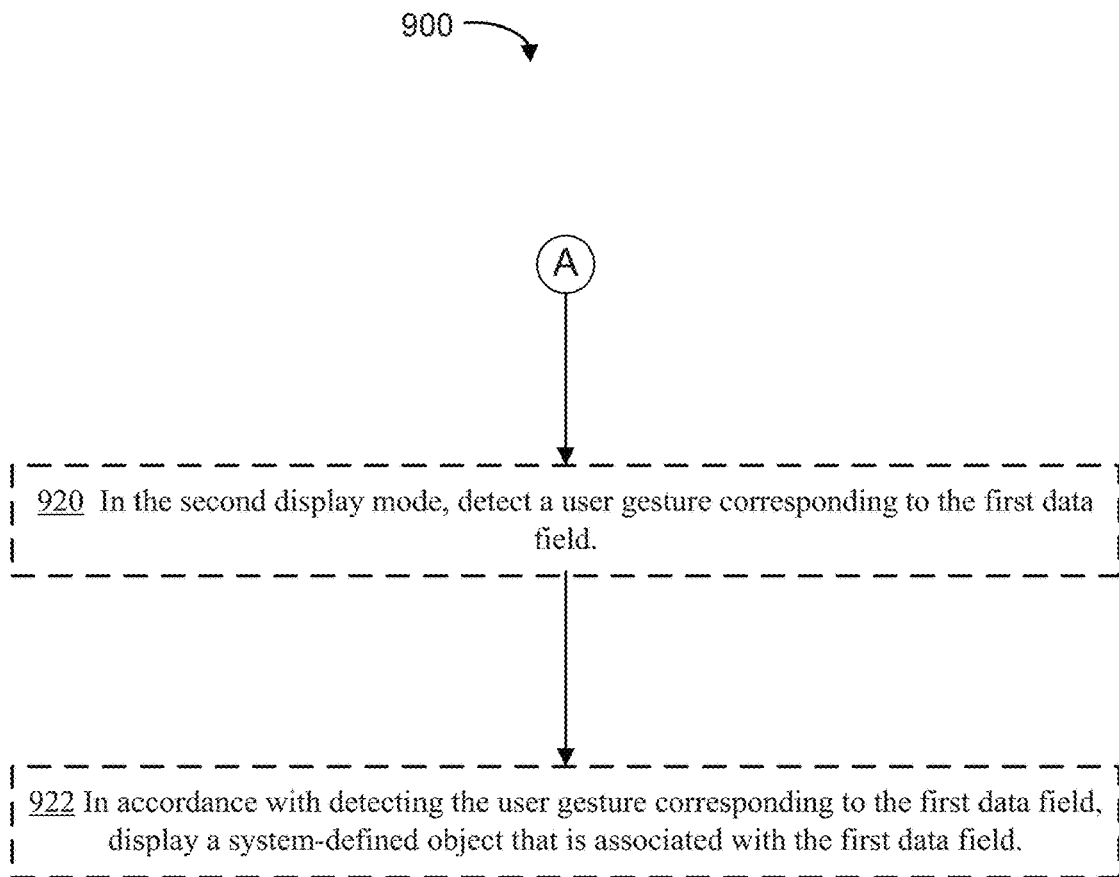 900
A
920 In the second display mode, detect a user gesture corresponding to the first data
field.
922 In accordance with detecting the user gesture corresponding to the first data field,
display a system-defined object that is associated with the first data field.